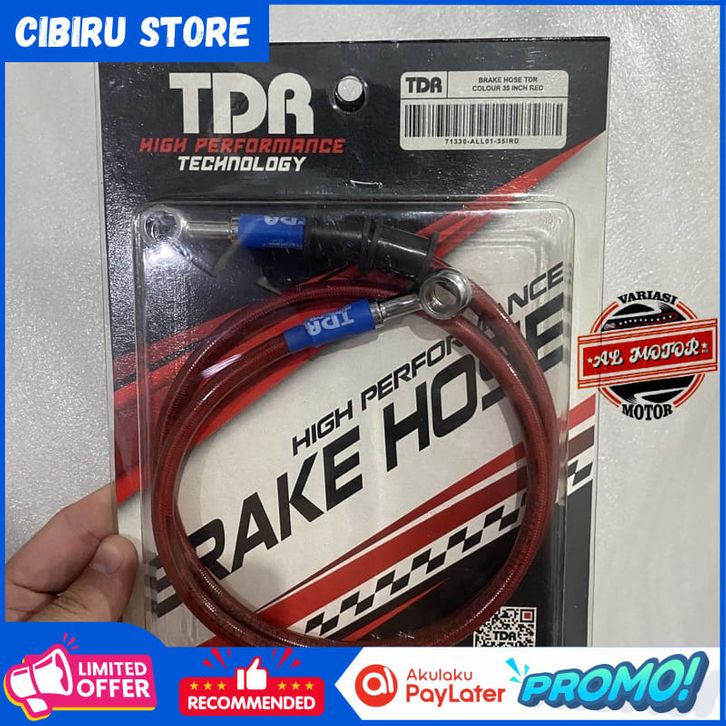 CIBIRU STORE
TDR
HIGH PERFORMANCE
TECHNOLOGY
TDR
BRAKE HOSE TDR
COLOUR 35 INCH RED
71330-ALL01-35IRD
TDR
TDR
HIGH PERFORMANCE
BRAKE HOSE
VARIASI
AL MOTOR
MOTOR
TDR
LIMITED
OFFER
RECOMMENDED
Akulaku
PayLater
PROMO!